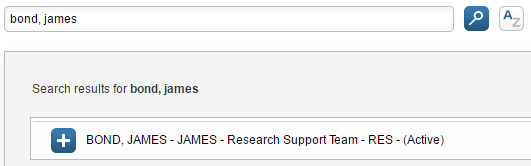 bond, james
A Z
Search results for bond, james
BOND, JAMES - JAMES - Research Support Team - RES - (Active)